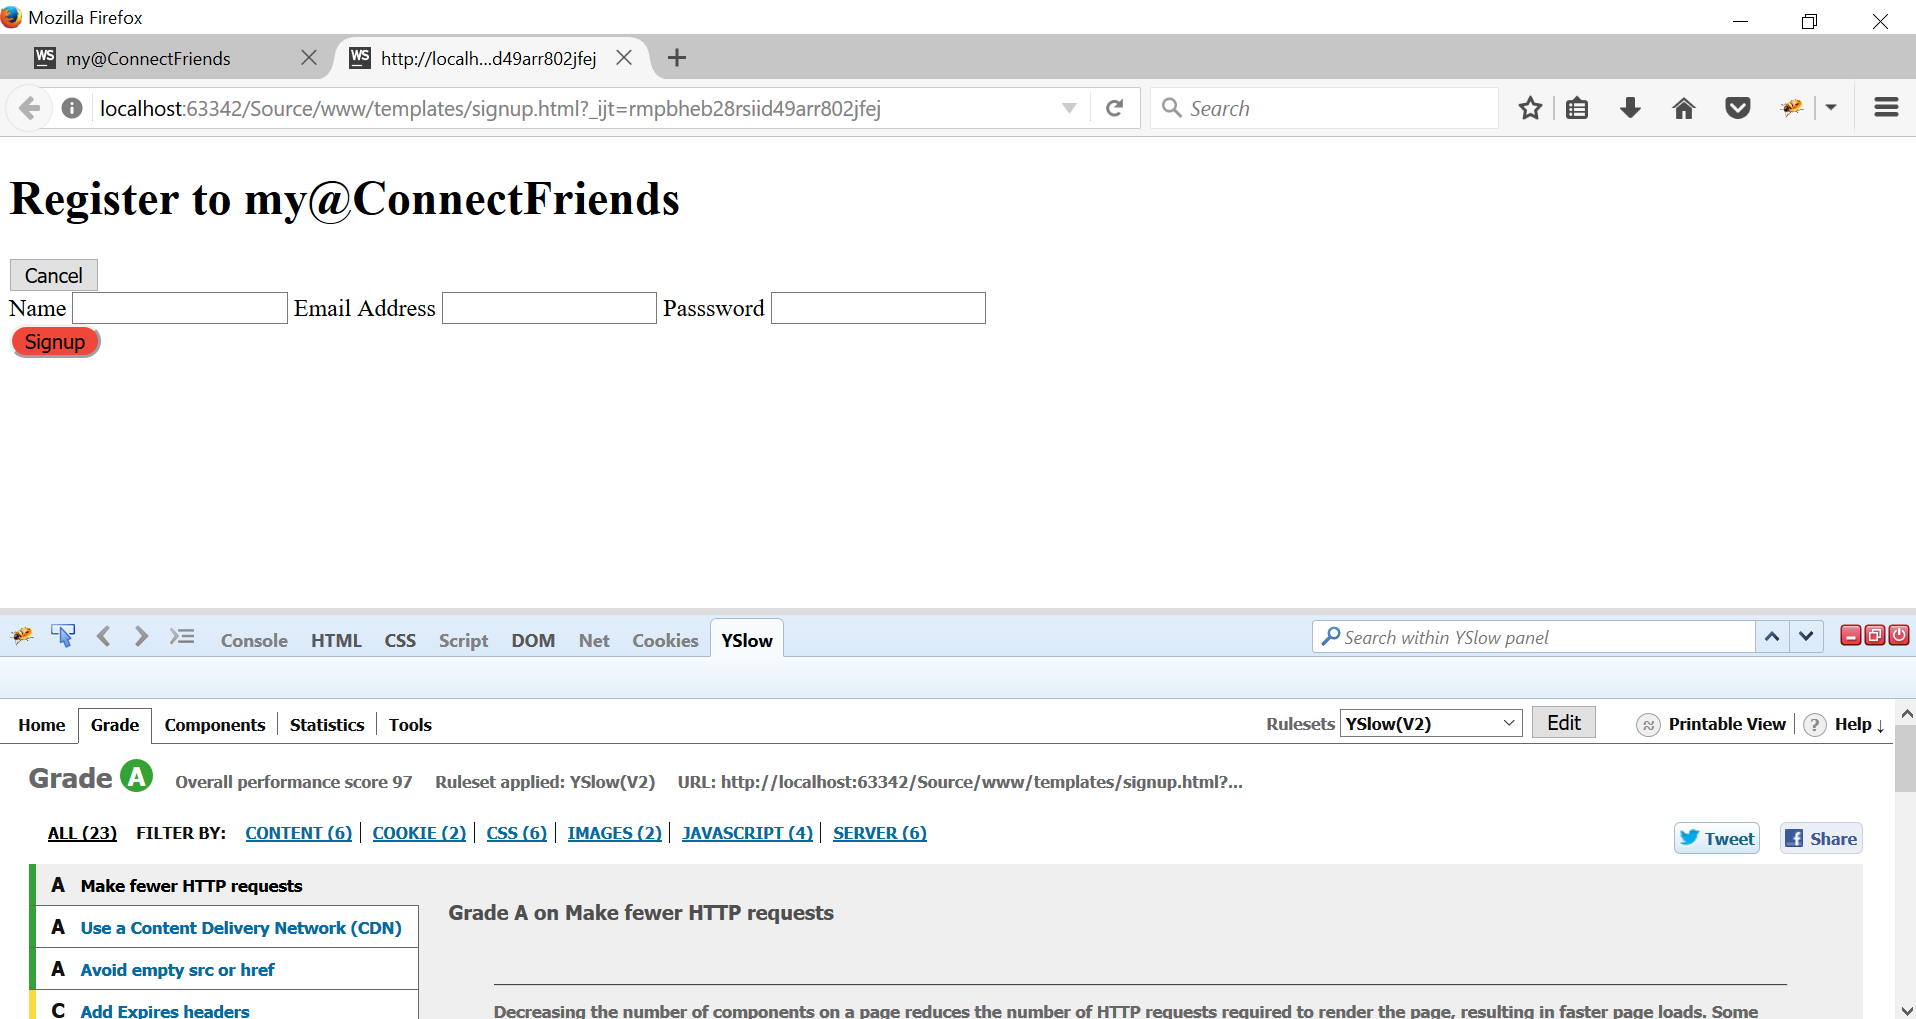 Mozilla Firefox
WS my@ConnectFriends WS http://localh...d49arr802jfej
localhost:63342/Source/www/templates/signup.html?_ijt=rmpbheb28rsiid49arr802jfej Search
Register to my@ConnectFriends
Cancel
Name Email Address Passsword
Signup
Console HTML CSS Script DOM Net Cookies YSlow Search within YSlow panel
Home Grade Components Statistics Tools Rulesets YSlow(V2) Edit Printable View ? Help ↓
Grade A Overall performance score 97 Ruleset applied: YSlow(V2) URL: http://localhost:63342/Source/www/templates/signup.html?...
ALL (23) FILTER BY: CONTENT (6) COOKIE (2) CSS (6) IMAGES (2) JAVASCRIPT (4) SERVER (6)
Tweet Share
A Make fewer HTTP requests
Grade A on Make fewer HTTP requests
A Use a Content Delivery Network (CDN)
A Avoid empty src or href
C Add Expires headers
Decreasing the number of components on a page reduces the number of HTTP requests required to render the page, resulting in faster page loads. Some